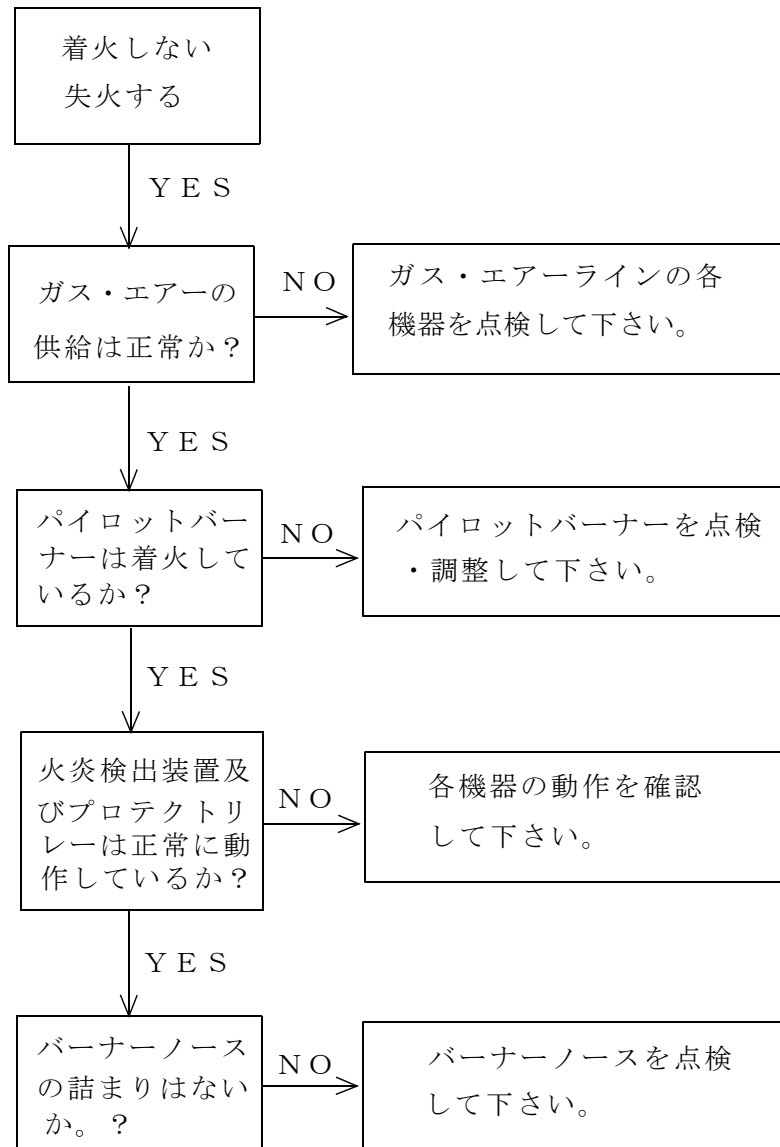 着火しない
失火する
ＹＥＳ
ガス・エアーの
供給は正常か？
ＮＯ
ガス・エアーラインの各
機器を点検して下さい。
ＹＥＳ
パイロットバー
ナーは着火して
いるか？
ＮＯ
パイロットバーナーを点検
・調整して下さい。
ＹＥＳ
火炎検出装置及
びプロテクトリ
レーは正常に動
作しているか？
ＮＯ
各機器の動作を確認
して下さい。
ＹＥＳ
バーナーノース
の詰まりはない
か。？
ＮＯ
バーナーノースを点検
して下さい。